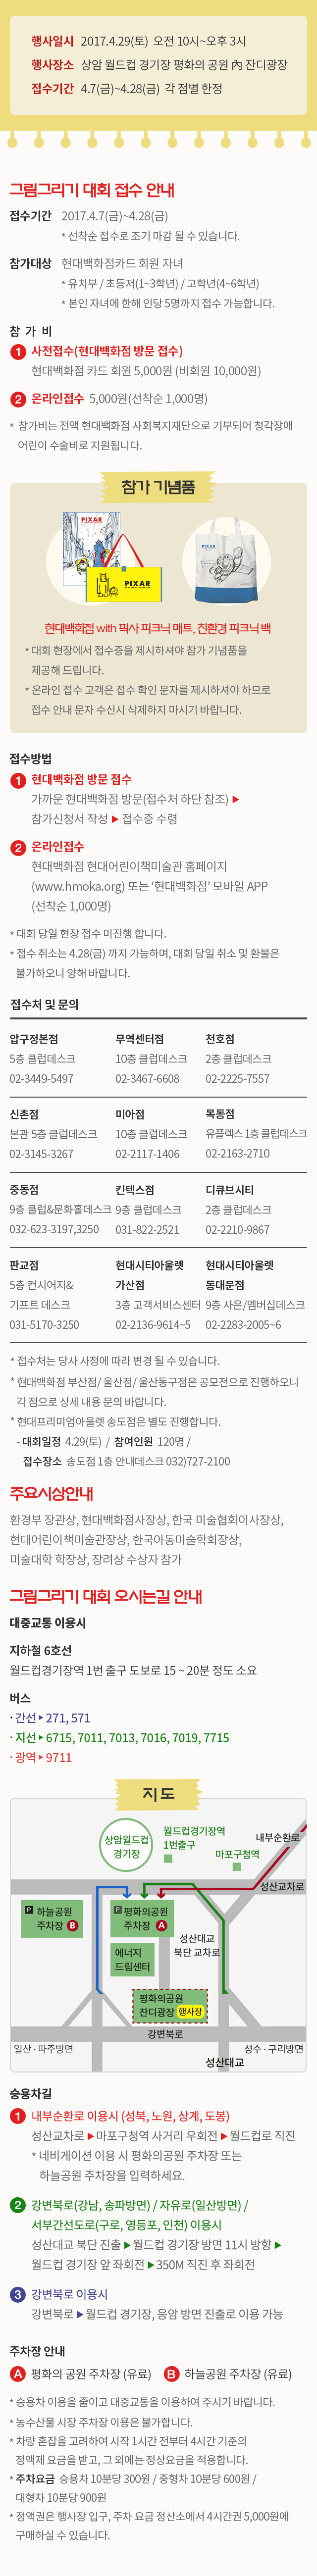 행사일시 2017.4.29(토) 오전 10시~오후 3시
행사장소 상암 월드컵 경기장 평화의 공원 內 잔디광장
접수기간 4.7(금)~4.28(금) 각 점별 한정
그림그리기 대회 접수 안내
접수기간 2017.4.7(금)~4.28(금)
* 선착순 접수로 조기 마감 될 수 있습니다.
참가대상 현대백화점카드 회원 자녀
* 유치부 / 초등저(1~3학년) / 고학년(4~6학년)
* 본인 자녀에 한해 인당 5명까지 접수 가능합니다.
참 가 비
1 사전접수(현대백화점 방문 접수)
현대백화점 카드 회원 5,000원 (비회원 10,000원)
2 온라인접수 5,000원(선착순 1,000명)
* 참가비는 전액 현대백화점 사회복지재단으로 기부되어 청각장애
어린이 수술비로 지원됩니다.
참가 기념품
PIXAR
PIXAR
PIXAR
현대백화점 with 픽사 피크닉 매트, 친환경 피크닉 백
* 대회 현장에서 접수증을 제시하셔야 참가 기념품을
제공해 드립니다.
* 온라인 접수 고객은 접수 확인 문자를 제시하셔야 하므로
접수 안내 문자 수신시 삭제하지 마시기 바랍니다.
접수방법
1 현대백화점 방문 접수
가까운 현대백화점 방문(접수처 하단 참조) ▶
참가신청서 작성 ▶ 접수증 수령
2 온라인접수
현대백화점 현대어린이책미술관 홈페이지
(www.hmoka.org) 또는 '현대백화점' 모바일 APP
(선착순 1,000명)
* 대회 당일 현장 접수 미진행 합니다.
* 접수 취소는 4.28(금) 까지 가능하며, 대회 당일 취소 및 환불은
불가하오니 양해 바랍니다.
접수처 및 문의
압구정본점 무역센터점 천호점
5층 클럽데스크 10층 클럽데스크 2층 클럽데스크
02-3449-5497 02-3467-6608 02-2225-7557
신촌점 미아점 목동점
본관 5층 클럽데스크 10층 클럽데스크 유플렉스 1층 클럽데스크
02-3145-3267 02-2117-1406 02-2163-2710
중동점 킨텍스점 디큐브시티
9층 클럽&문화홀데스크 9층 클럽데스크 2층 클럽데스크
032-623-3197,3250 031-822-2521 02-2210-9867
판교점 현대시티아울렛 현대시티아울렛
5층 컨시어지& 가산점 동대문점
기프트 데스크 3층 고객서비스센터 9층 사은/멤버십데스크
031-5170-3250 02-2136-9614~5 02-2283-2005~6
* 접수처는 당사 사정에 따라 변경 될 수 있습니다.
* 현대백화점 부산점/ 울산점/ 울산동구점은 공모전으로 진행하오니
각 점으로 상세 내용 문의 바랍니다.
* 현대프리미엄아울렛 송도점은 별도 진행합니다.
- 대회일정 4.29(토) / 참여인원 120명 /
접수장소 송도점 1층 안내데스크 032)727-2100
주요시상안내
환경부 장관상, 현대백화점사장상, 한국 미술협회이사장상,
현대어린이책미술관장상, 한국아동미술학회장상,
미술대학 학장상, 장려상 수상자 참가
그림그리기 대회 오시는길 안내
대중교통 이용시
지하철 6호선
월드컵경기장역 1번 출구 도보로 15 ~ 20분 정도 소요
버스
· 간선 ▶ 271, 571
· 지선 ▶ 6715, 7011, 7013, 7016, 7019, 7715
· 광역 ▶ 9711
지도
상암월드컵
경기장
월드컵경기장역
1번출구
내부순환로
마포구청역
성산교차로
P 하늘공원
주차장 B
P 평화의공원
주차장 A
성산대교
북단 교차로
에너지
드림센터
평화의공원
잔디광장 행사장
강변북로
일산 · 파주방면
성수 · 구리방면
성산대교
승용차길
1 내부순환로 이용시 (성북, 노원, 상계, 도봉)
성산교차로 ▶ 마포구청역 사거리 우회전 ▶ 월드컵로 직진
* 네비게이션 이용 시 평화의공원 주차장 또는
하늘공원 주차장을 입력하세요.
2 강변북로(강남, 송파방면) / 자유로(일산방면) /
서부간선도로(구로, 영등포, 인천) 이용시
성산대교 북단 진출 ▶ 월드컵 경기장 방면 11시 방향 ▶
월드컵 경기장 앞 좌회전 ▶ 350M 직진 후 좌회전
3 강변북로 이용시
강변북로 ▶ 월드컵 경기장, 응암 방면 진출로 이용 가능
주차장 안내
A 평화의 공원 주차장 (유료) B 하늘공원 주차장 (유료)
* 승용차 이용을 줄이고 대중교통을 이용하여 주시기 바랍니다.
* 농수산물 시장 주차장 이용은 불가합니다.
* 차량 혼잡을 고려하여 시작 1시간 전부터 4시간 기준의
정액제 요금을 받고, 그 외에는 정상요금을 적용합니다.
* 주차요금 승용차 10분당 300원 / 중형차 10분당 600원 /
대형차 10분당 900원
* 정액권은 행사장 입구, 주차 요금 정산소에서 4시간권 5,000원에
구매하실 수 있습니다.